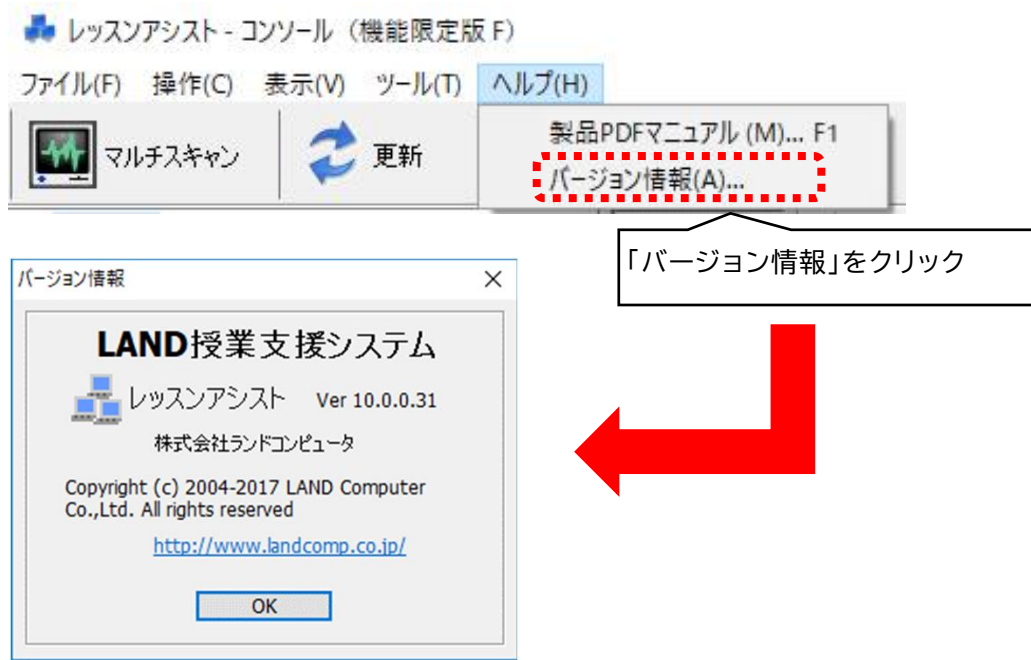 レッスンアシスト - コンソール（機能限定版 F）
ファイル(F) 操作(C) 表示(V) ツール(T) ヘルプ(H)
マルチスキャン 更新
製品PDFマニュアル (M)... F1
バージョン情報(A)...
「バージョン情報」をクリック
バージョン情報
LAND授業支援システム
レッスンアシスト Ver 10.0.0.31
株式会社ランドコンピュータ
Copyright (c) 2004-2017 LAND Computer
Co.,Ltd. All rights reserved
http://www.landcomp.co.jp/
OK